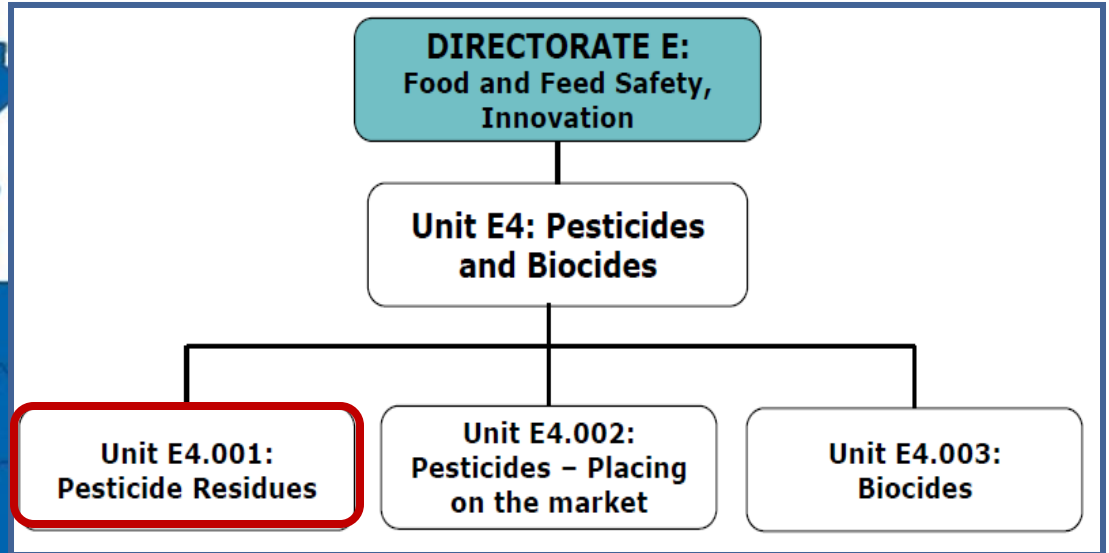 DIRECTORATE E:
Food and Feed Safety,
Innovation
Unit E4: Pesticides
and Biocides
Unit E4.001:
Pesticide Residues
Unit E4.002:
Pesticides – Placing
on the market
Unit E4.003:
Biocides